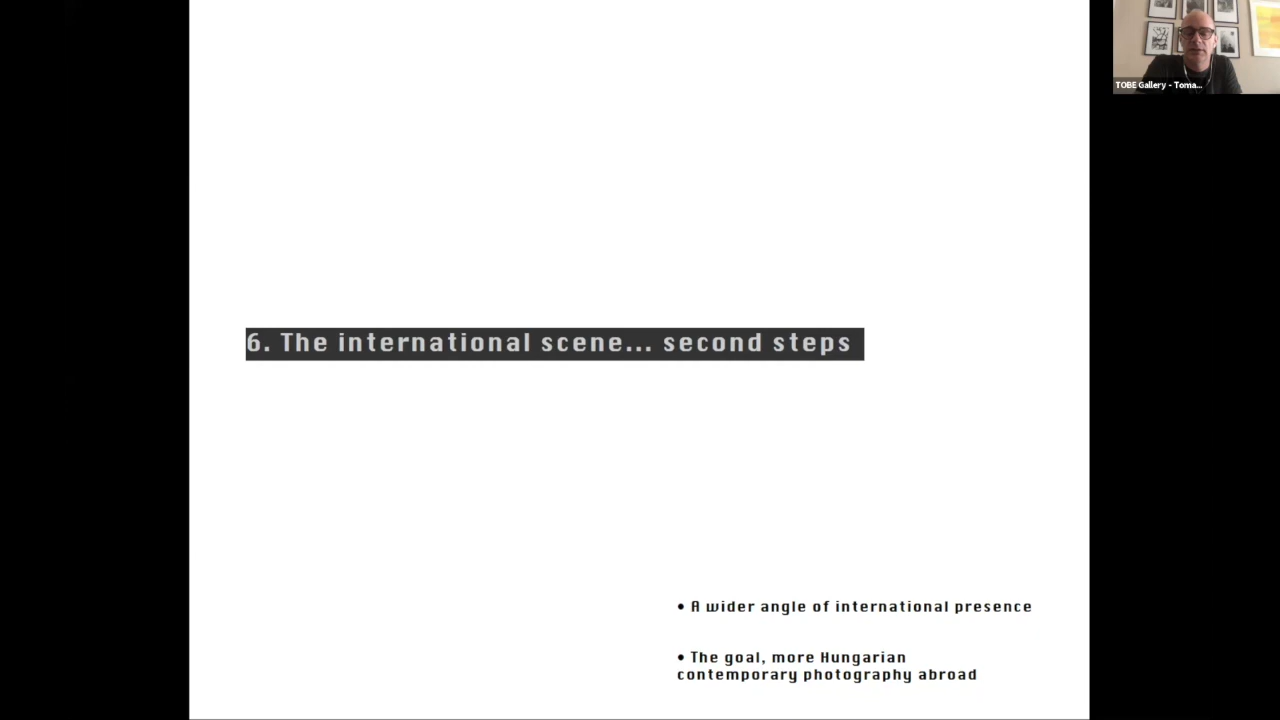 TOBE Gallery - Toma...
6. The international scene... second steps
• A wider angle of international presence
• The goal, more Hungarian
contemporary photography abroad